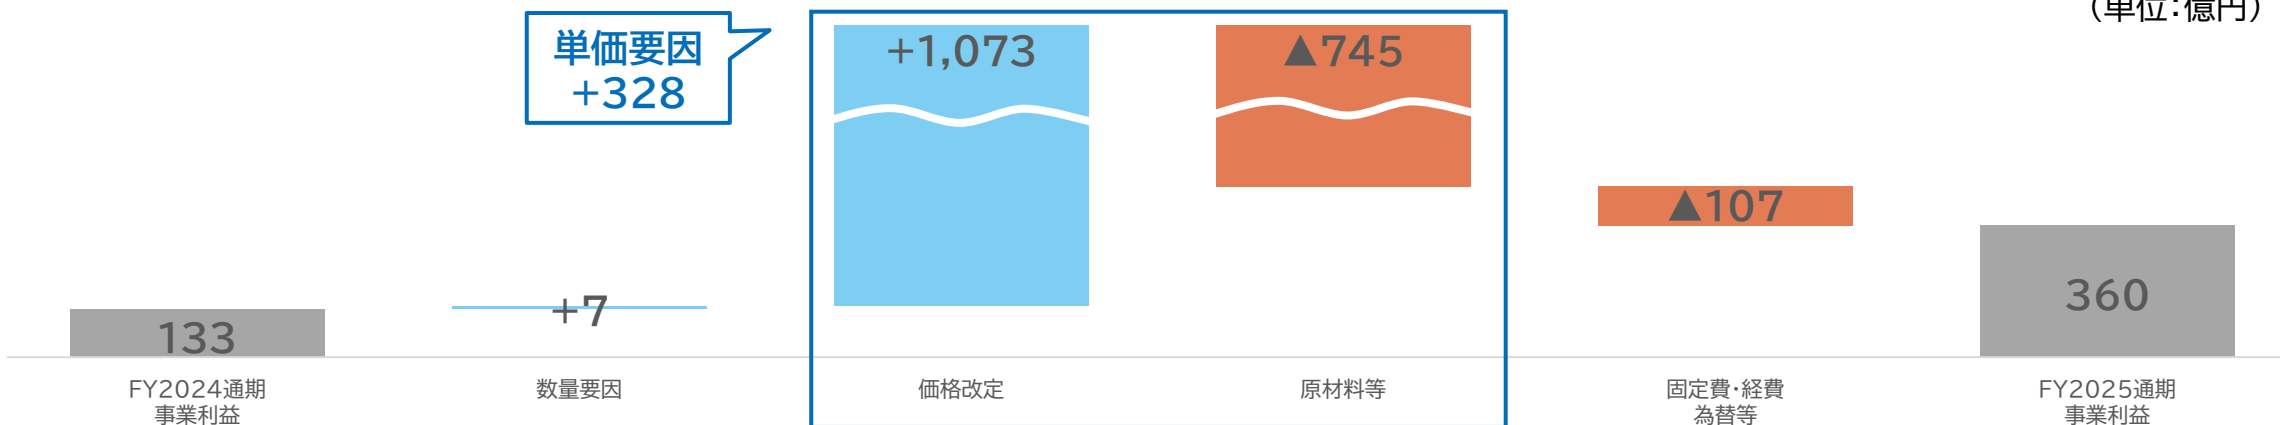 （単位：億円）
単価要因
+328
+1,073
▲745
▲107
+7
133
360
FY2024通期
事業利益
数量要因
価格改定
原材料等
固定費・経費
為替等
FY2025通期
事業利益